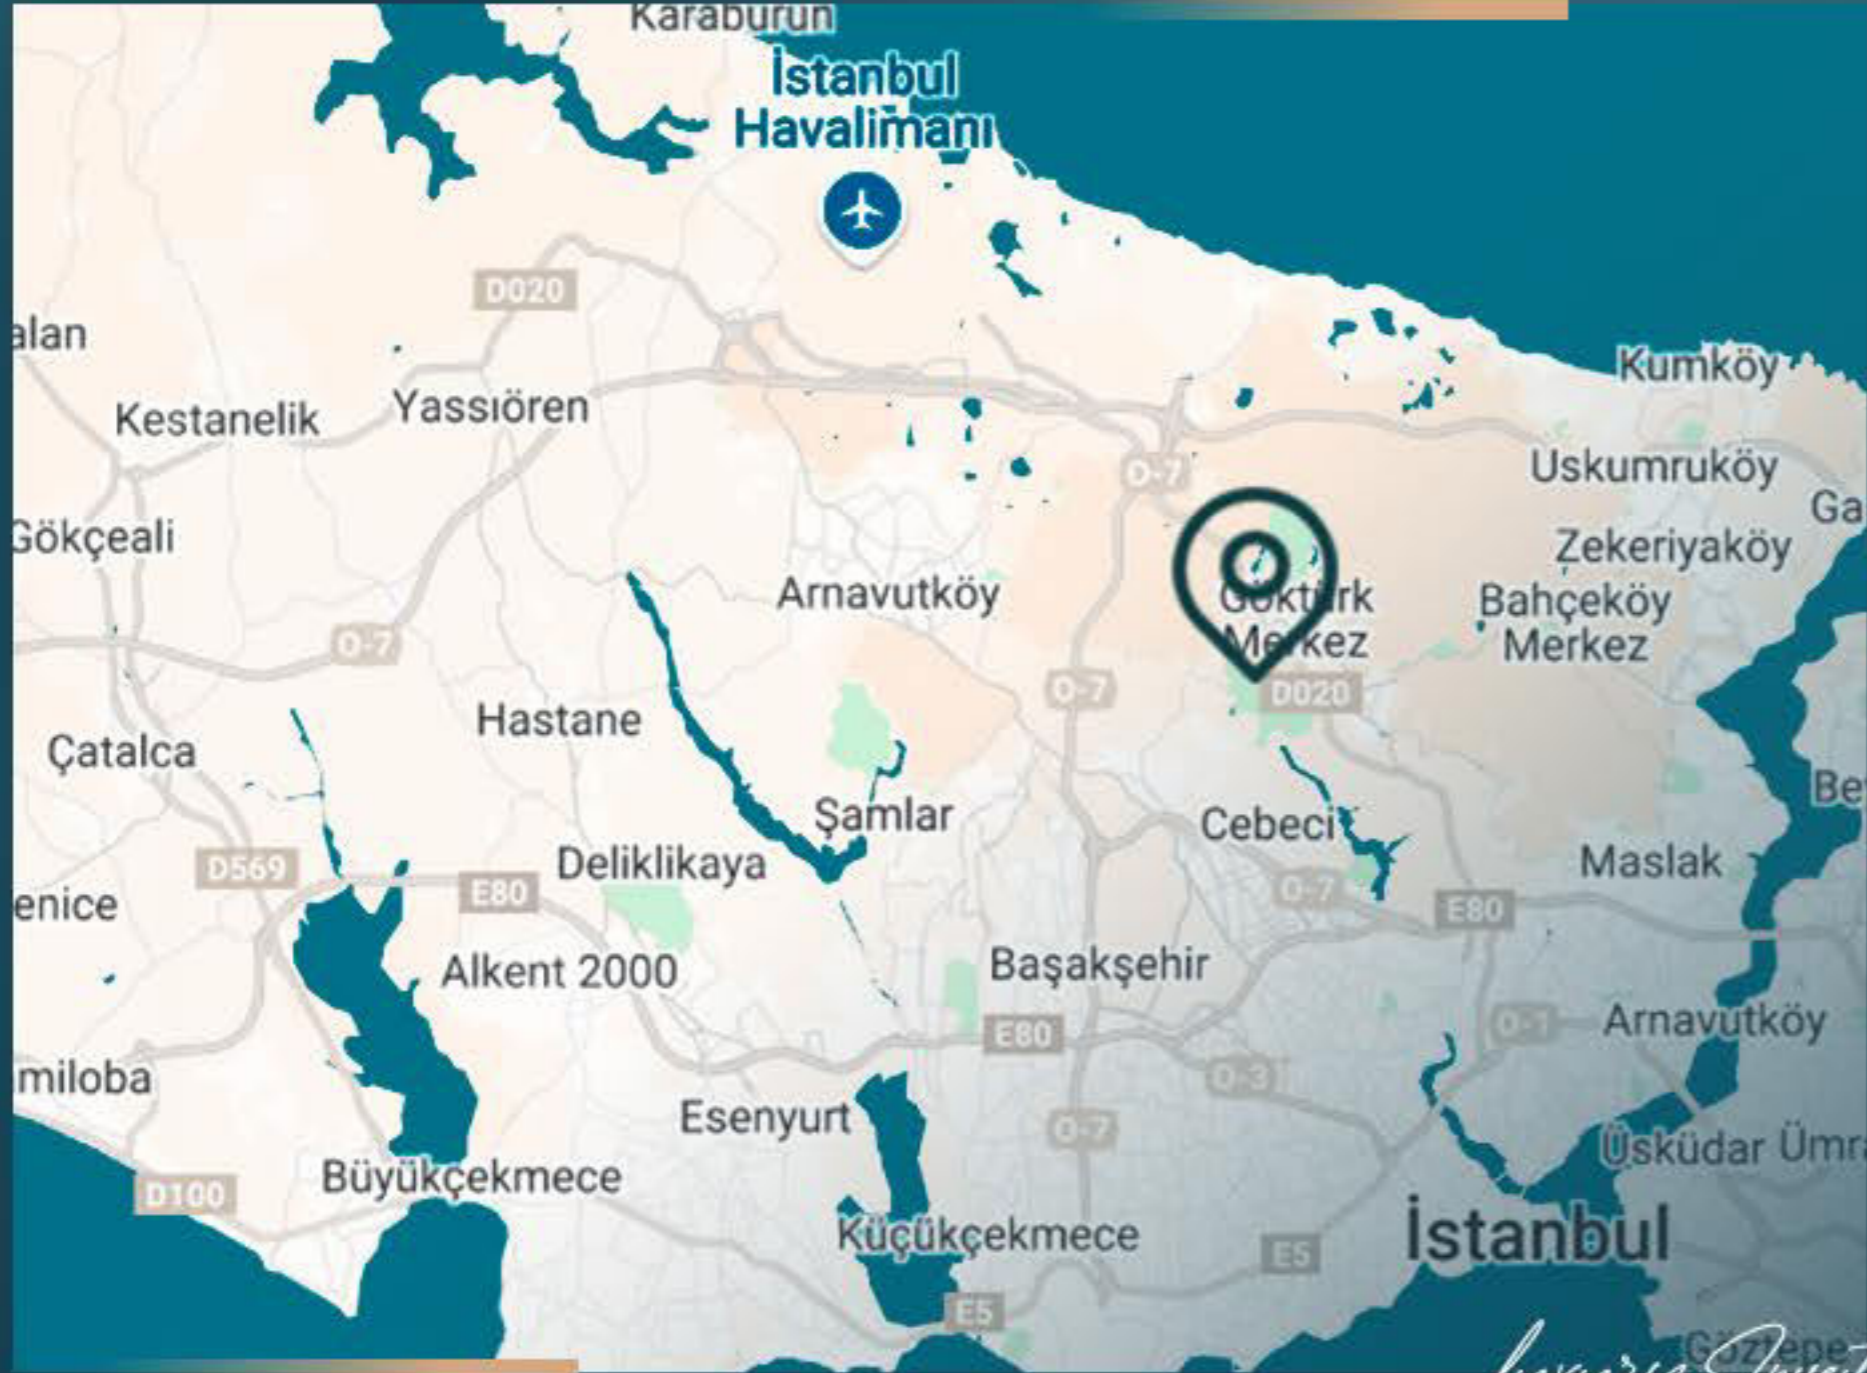 Karaburun
İstanbul
Havalimanı
D020
alan
Kumköy
Kestanelik
Yassıören
O-7
Uskumruköy
Ga
Gökçeali
Zekeriyaköy
Arnavutköy
Göktürk
Merkez
Bahçeköy
Merkez
O-7
O-7
D020
Hastane
Çatalca
Be
Şamlar
Cebeci
D569
Deliklikaya
Maslak
E80
O-7
E80
enice
Alkent 2000
Başakşehir
E80
O-1
Arnavutköy
miloba
O-3
Esenyurt
O-7
Üsküdar
Ümra
D100
Büyükçekmece
Küçükçekmece
E5
İstanbul
E5
Göztepe